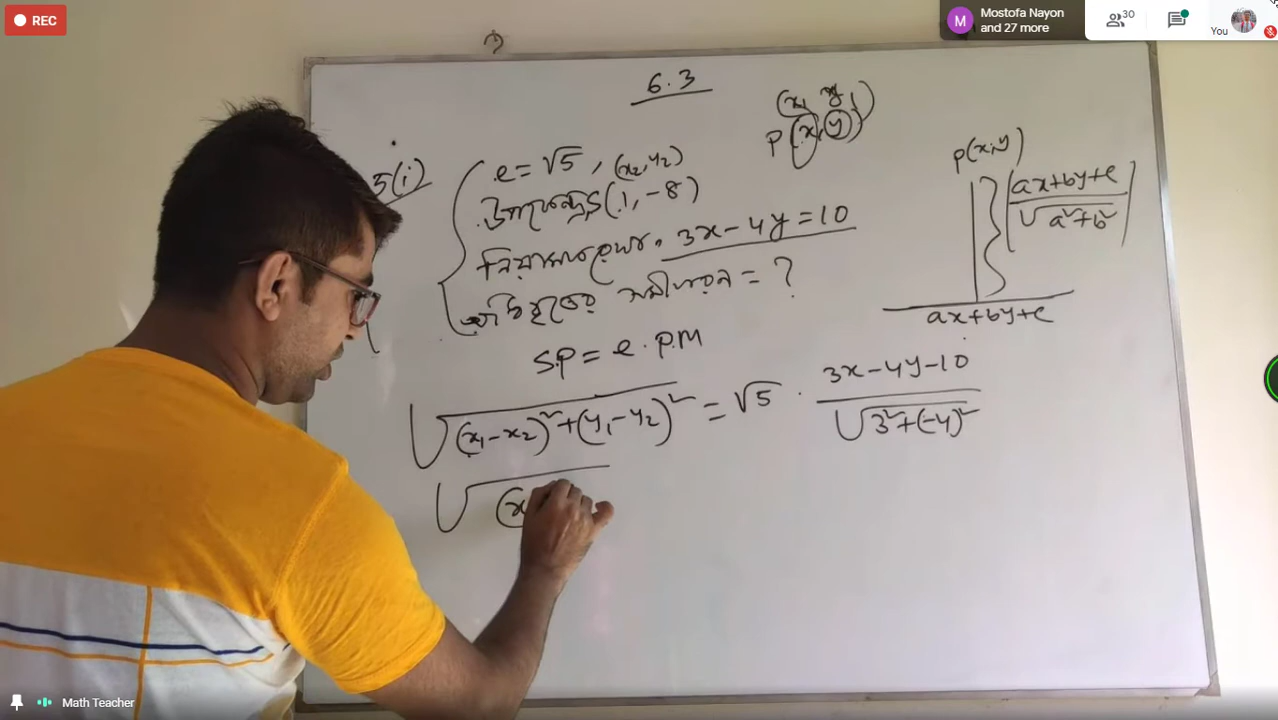 REC
Mostofa Nayon
and 27 more
30
You
6.3
(x₁, y₁)
P(x, y)
5(i)
e = √5, (x₂, y₂)
উপকেন্দ্র S(1, -8)
নিয়ামকরেখা 3x - 4y = 10
অধিবৃত্তের সমীকরণ = ?
P(x, y)
|ax+by+c / √a²+b²|
ax+by+c
SP = e . PM
√(x₁-x₂)²+(y₁-y₂)² = √5 . 3x-4y-10 / √3²+(-4)²
√(x
Math Teacher